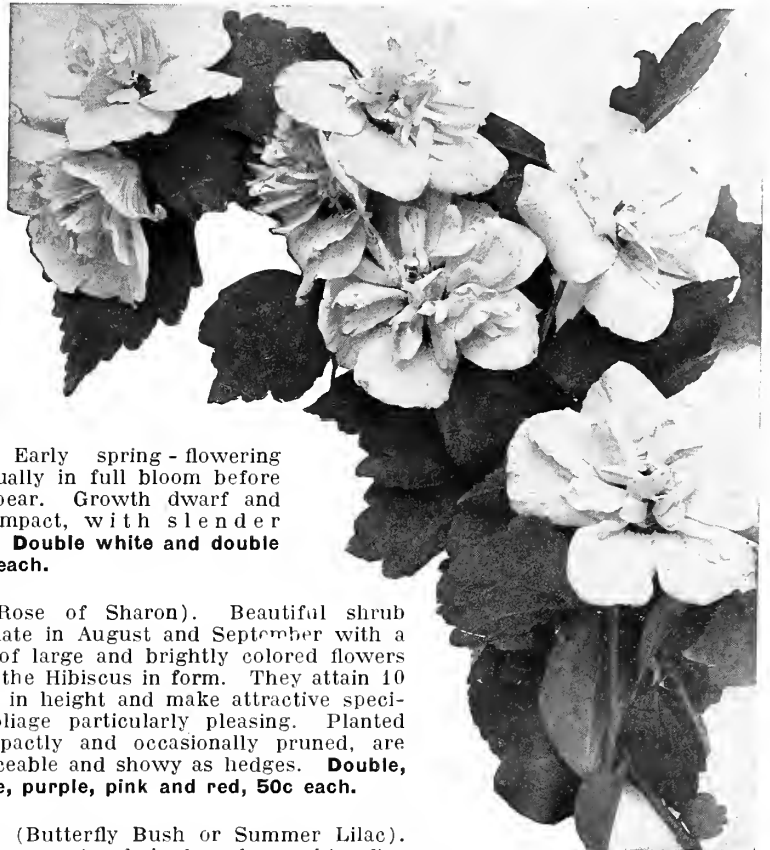 Early spring - flowering
ually in full bloom before
pear. Growth dwarf and
mpact, with slender
Double white and double
each.
Rose of Sharon). Beautiful shrub
late in August and September with a
of large and brightly colored flowers
the Hibiscus in form. They attain 10
in height and make attractive speci-
oliage particularly pleasing. Planted
pactly and occasionally pruned, are
ceable and showy as hedges. Double,
e, purple, pink and red, 50c each.
(Butterfly Bush or Summer Lilac).